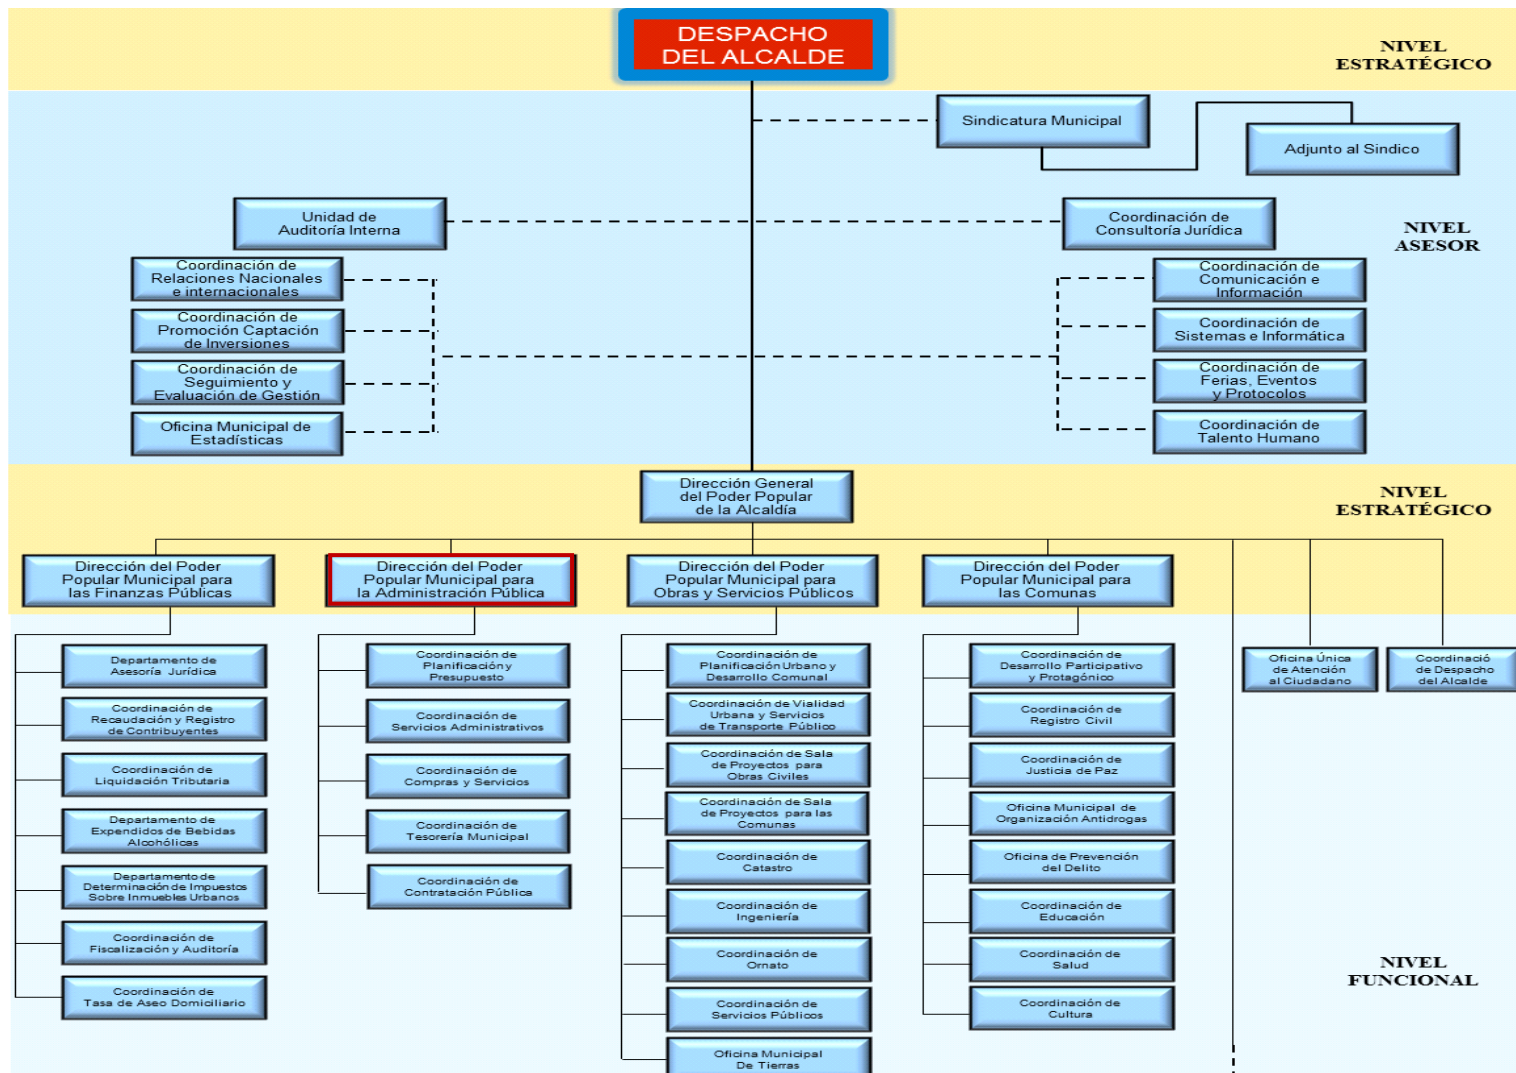 DESPACHO
DEL ALCALDE
NIVEL
ESTRATÉGICO
Sindicatura Municipal
Adjunto al Sindico
Unidad de
Auditoría Interna
Coordinación de
Consultoría Jurídica
NIVEL
ASESOR
Coordinación de
Relaciones Nacionales
e internacionales
Coordinación de
Promoción Captación
de Inversiones
Coordinación de
Seguimiento y
Evaluación de Gestión
Oficina Municipal de
Estadísticas
Coordinación de
Comunicación e
Información
Coordinación de
Sistemas e Informática
Coordinación de
Ferias, Eventos
y Protocolos
Coordinación de
Talento Humano
Dirección General
del Poder Popular
de la Alcaldía
NIVEL
ESTRATÉGICO
Dirección del Poder
Popular Municipal para
las Finanzas Públicas
Dirección del Poder
Popular Municipal para
la Administración Pública
Dirección del Poder
Popular Municipal para
Obras y Servicios Públicos
Dirección del Poder
Popular Municipal para
las Comunas
Departamento de
Asesoría Jurídica
Coordinación de
Recaudación y Registro
de Contribuyentes
Coordinación de
Liquidación Tributaria
Departamento de
Expendidos de Bebidas
Alcohólicas
Departamento de
Determinación de Impuestos
Sobre Inmuebles Urbanos
Coordinación de
Fiscalización y Auditoría
Coordinación de
Tasa de Aseo Domiciliario
Coordinación de
Planificación y
Presupuesto
Coordinación de
Servicios Administrativos
Coordinación de
Compras y Servicios
Coordinación de
Tesorería Municipal
Coordinación de
Contratación Pública
Coordinación de
Planificación Urbano y
Desarrollo Comunal
Coordinación de Vialidad
Urbana y Servicios
de Transporte Público
Coordinación de Sala
de Proyectos para
Obras Civiles
Coordinación de Sala
de Proyectos para las
Comunas
Coordinación de
Catastro
Coordinación de
Ingeniería
Coordinación de
Ornato
Coordinación de
Servicios Públicos
Oficina Municipal
De Tierras
Coordinación de
Desarrollo Participativo
y Protagónico
Coordinación de
Registro Civil
Coordinación de
Justicia de Paz
Oficina Municipal de
Organización Antidrogas
Oficina de Prevención
del Delito
Coordinación de
Educación
Coordinación de
Salud
Coordinación de
Cultura
Oficina Única
de Atención
al Ciudadano
Coordinació
de Despacho
del Alcalde
NIVEL
FUNCIONAL